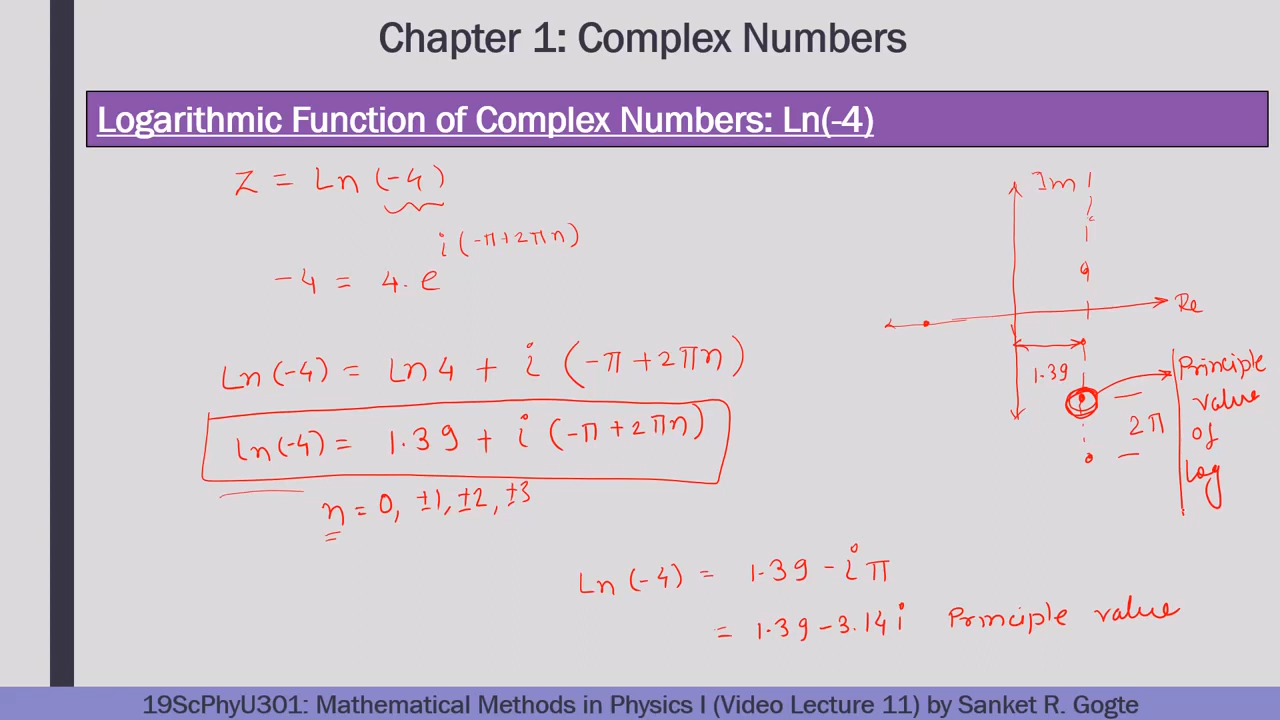 Chapter 1: Complex Numbers
Logarithmic Function of Complex Numbers: Ln(-4)
Z = Ln (-4)
-4 = 4. e^{i(-π+2πn)}
Ln (-4) = Ln 4 + i (-π+2πn)
Ln (-4) = 1.39 + i (-π+2πn)
n = 0, ±1, ±2, ±3
Ln (-4) = 1.39 - iπ
= 1.39 - 3.14 i Principle value
Im
Re
1.39
2π
Principle
value
of
log
19ScPhyU301: Mathematical Methods in Physics I (Video Lecture 11) by Sanket R. Gogte